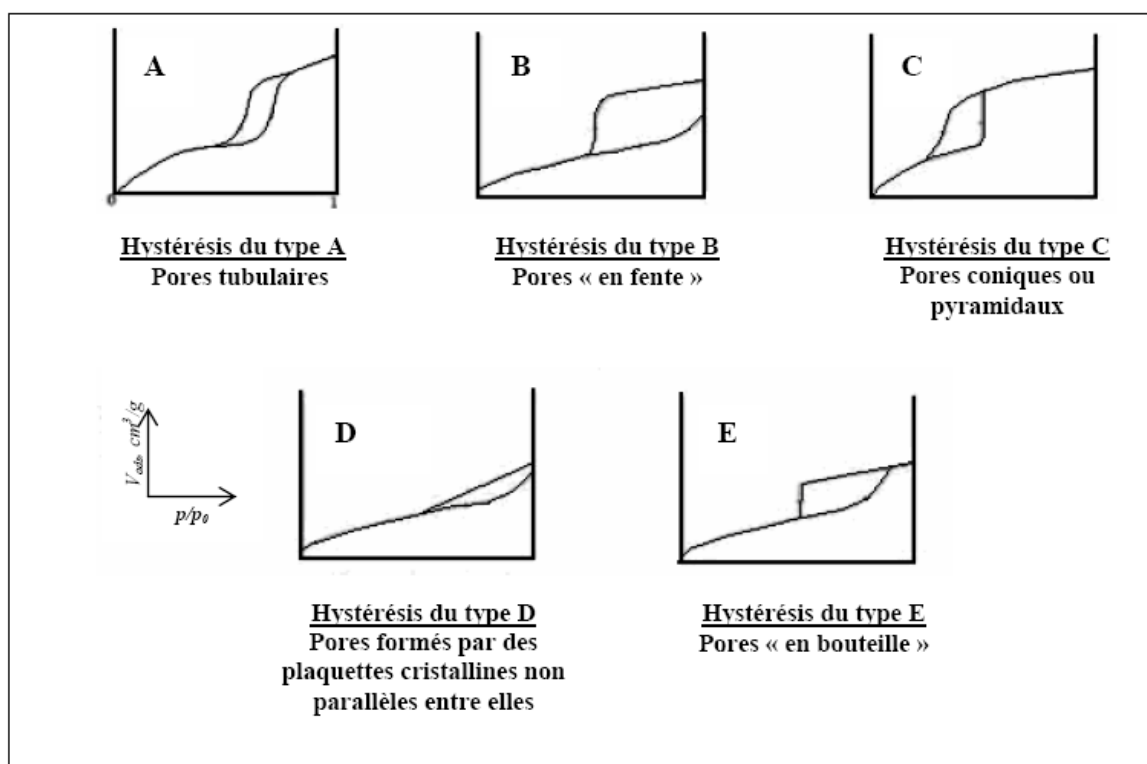 A
0
1
Hystérésis du type A
Pores tubulaires
B
Hystérésis du type B
Pores « en fente »
C
Hystérésis du type C
Pores coniques ou
pyramidaux
V ads, cm³/g
p/p₀
D
Hystérésis du type D
Pores formés par des
plaquettes cristallines non
parallèles entre elles
E
Hystérésis du type E
Pores « en bouteille »